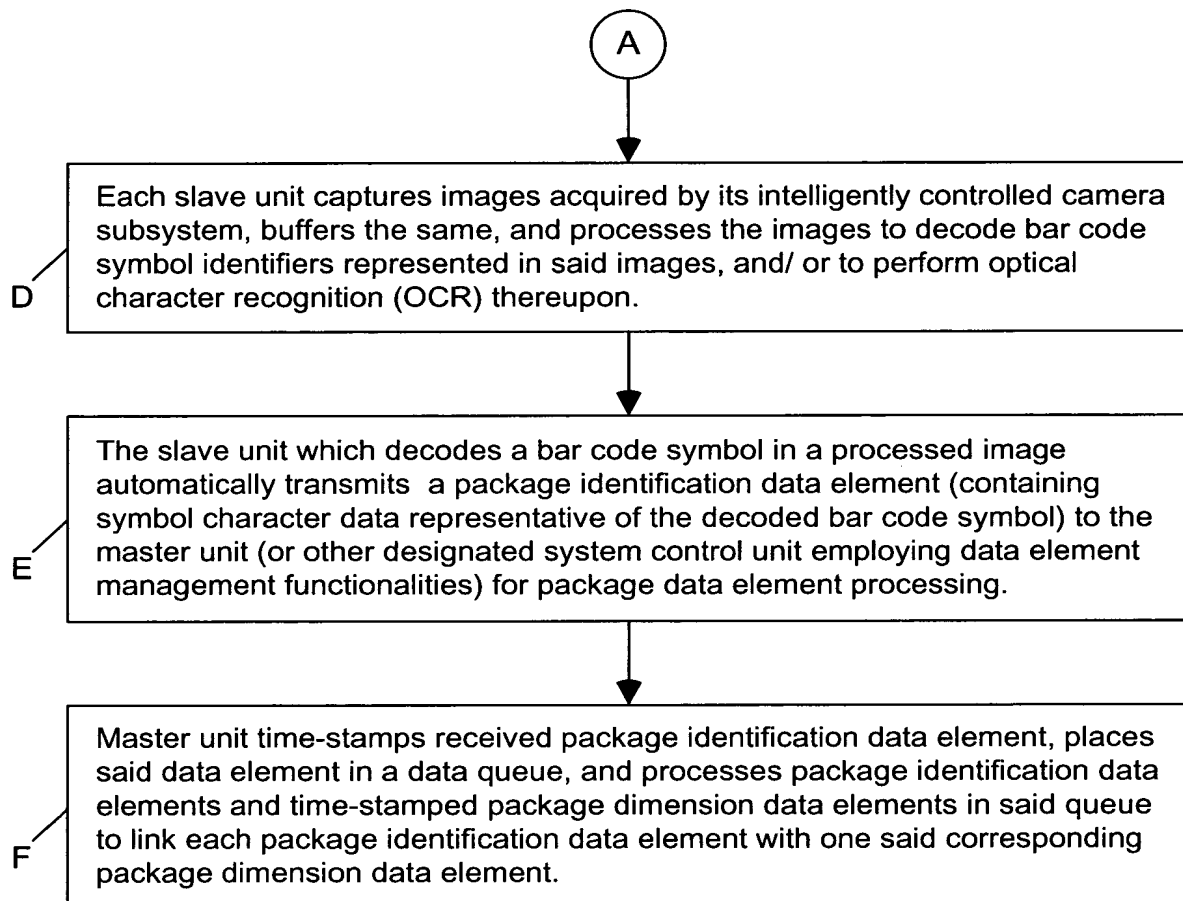 A
Each slave unit captures images acquired by its intelligently controlled camera
subsystem, buffers the same, and processes the images to decode bar code
symbol identifiers represented in said images, and/ or to perform optical
character recognition (OCR) thereupon.
D
The slave unit which decodes a bar code symbol in a processed image
automatically transmits a package identification data element (containing
symbol character data representative of the decoded bar code symbol) to the
master unit (or other designated system control unit employing data element
management functionalities) for package data element processing.
E
Master unit time-stamps received package identification data element, places
said data element in a data queue, and processes package identification data
elements and time-stamped package dimension data elements in said queue
to link each package identification data element with one said corresponding
package dimension data element.
F